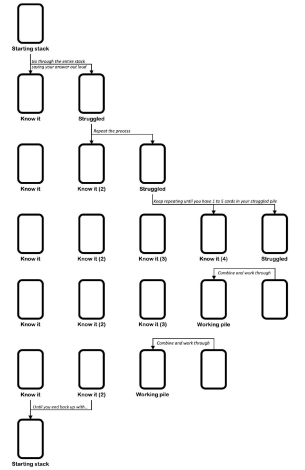 Starting stack
Go through the entire stack
saying your answer out loud
Know it Struggled
Repeat the process
Know it Know it (2) Struggled
Keep repeating until you have 1 to 5 cards in your struggled pile
Know it Know it (2) Know it (3) Know it (4) Struggled
Combine and work through
Know it Know it (2) Know it (3) Working pile
Combine and work through
Know it Know it (2) Working pile
Until you end back up with...
Starting stack